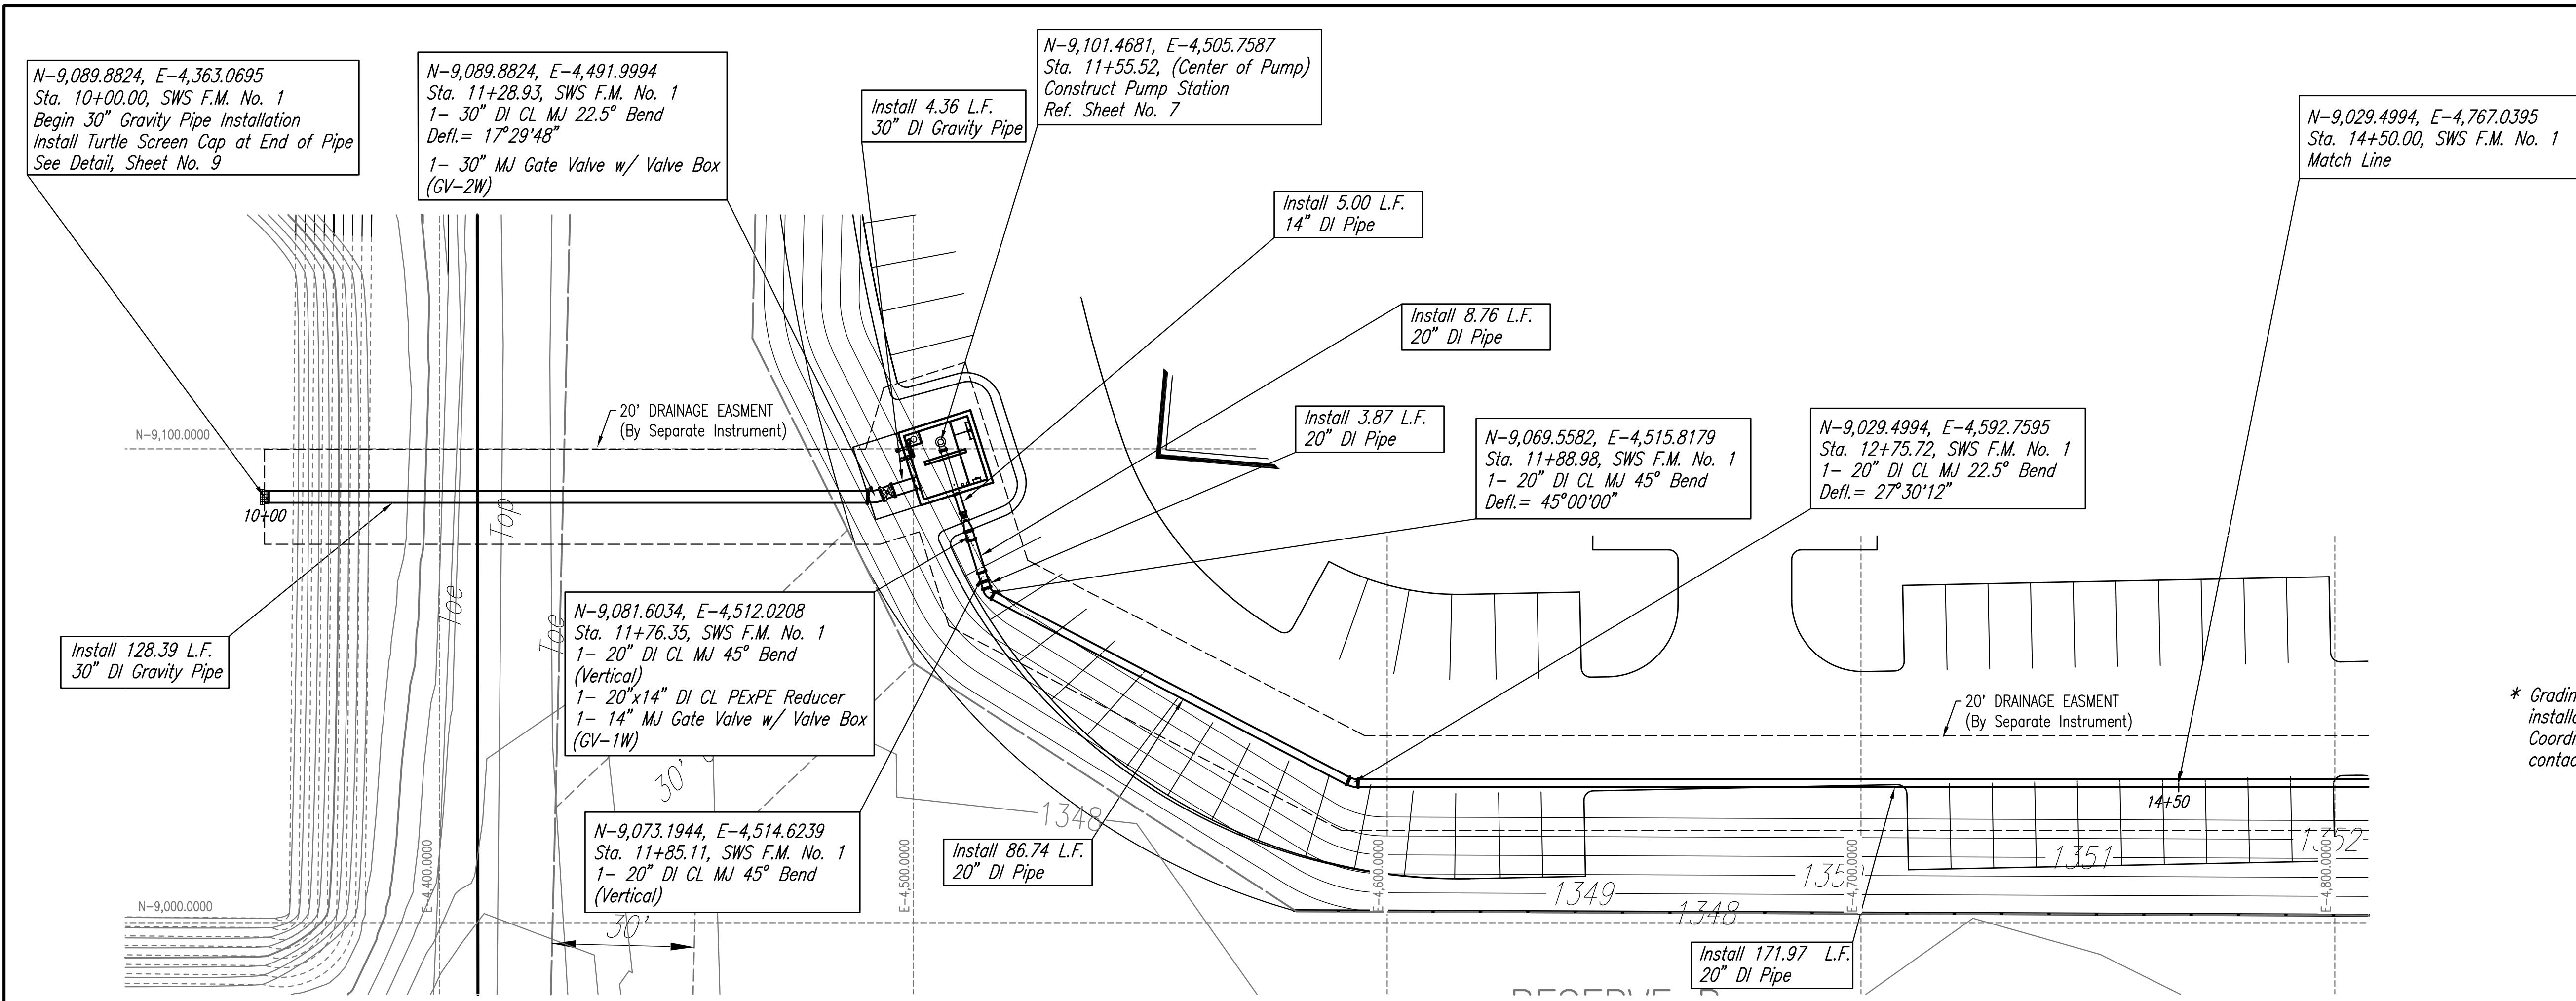 N-9,089.8824, E-4,363.0695
Sta. 10+00.00, SWS F.M. No. 1
Begin 30" Gravity Pipe Installation
Install Turtle Screen Cap at End of Pipe
See Detail, Sheet No. 9
N-9,089.8824, E-4,491.9994
Sta. 11+28.93, SWS F.M. No. 1
1- 30" DI CL MJ 22.5° Bend
Defl.= 17°29'48"
1- 30" MJ Gate Valve w/ Valve Box
(GV-2W)
Install 4.36 L.F.
30" DI Gravity Pipe
N-9,101.4681, E-4,505.7587
Sta. 11+55.52, (Center of Pump)
Construct Pump Station
Ref. Sheet No. 7
N-9,029.4994, E-4,767.0395
Sta. 14+50.00, SWS F.M. No. 1
Match Line
Install 5.00 L.F.
14" DI Pipe
Install 8.76 L.F.
20" DI Pipe
Install 3.87 L.F.
20" DI Pipe
N-9,069.5582, E-4,515.8179
Sta. 11+88.98, SWS F.M. No. 1
1- 20" DI CL MJ 45° Bend
Defl.= 45°00'00"
N-9,029.4994, E-4,592.7595
Sta. 12+75.72, SWS F.M. No. 1
1- 20" DI CL MJ 22.5° Bend
Defl.= 27°30'12"
20' DRAINAGE EASMENT
(By Separate Instrument)
N-9,100.0000
10+00
Top
Toe
Toe
Install 128.39 L.F.
30" DI Gravity Pipe
N-9,081.6034, E-4,512.0208
Sta. 11+76.35, SWS F.M. No. 1
1- 20" DI CL MJ 45° Bend
(Vertical)
1- 20"x14" DI CL PExPE Reducer
1- 14" MJ Gate Valve w/ Valve Box
(GV-1W)
20' DRAINAGE EASMENT
(By Separate Instrument)
* Gradin
installa
Coordi
contac
30'
14+50
N-9,073.1944, E-4,514.6239
Sta. 11+85.11, SWS F.M. No. 1
1- 20" DI CL MJ 45° Bend
(Vertical)
1348
Install 86.74 L.F.
20" DI Pipe
E-4,400.0000
E-4,500.0000
E-4,600.0000
E-4,700.0000
E-4,800.0000
1352
1351
135
1349
1348
N-9,000.0000
30'
Install 171.97 L.F.
20" DI Pipe